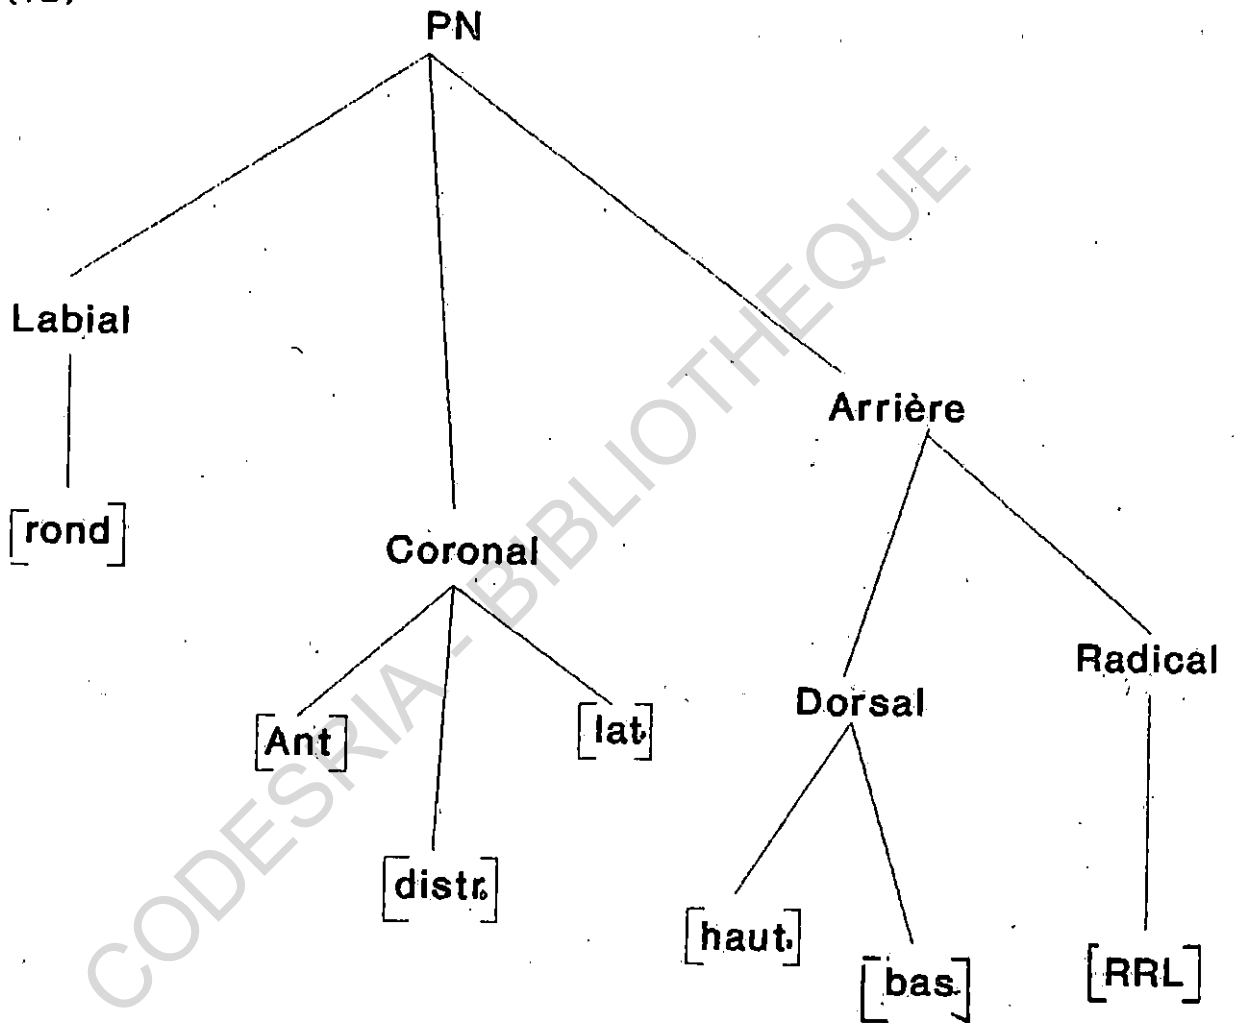 PN
Labial
Arrière
[rond]
Coronal
Radical
Dorsal
[Ant]
[lat.]
[distr.]
[haut.]
[bas.]
[RRL]
CODESRIA - BIBLIOTHEQUE